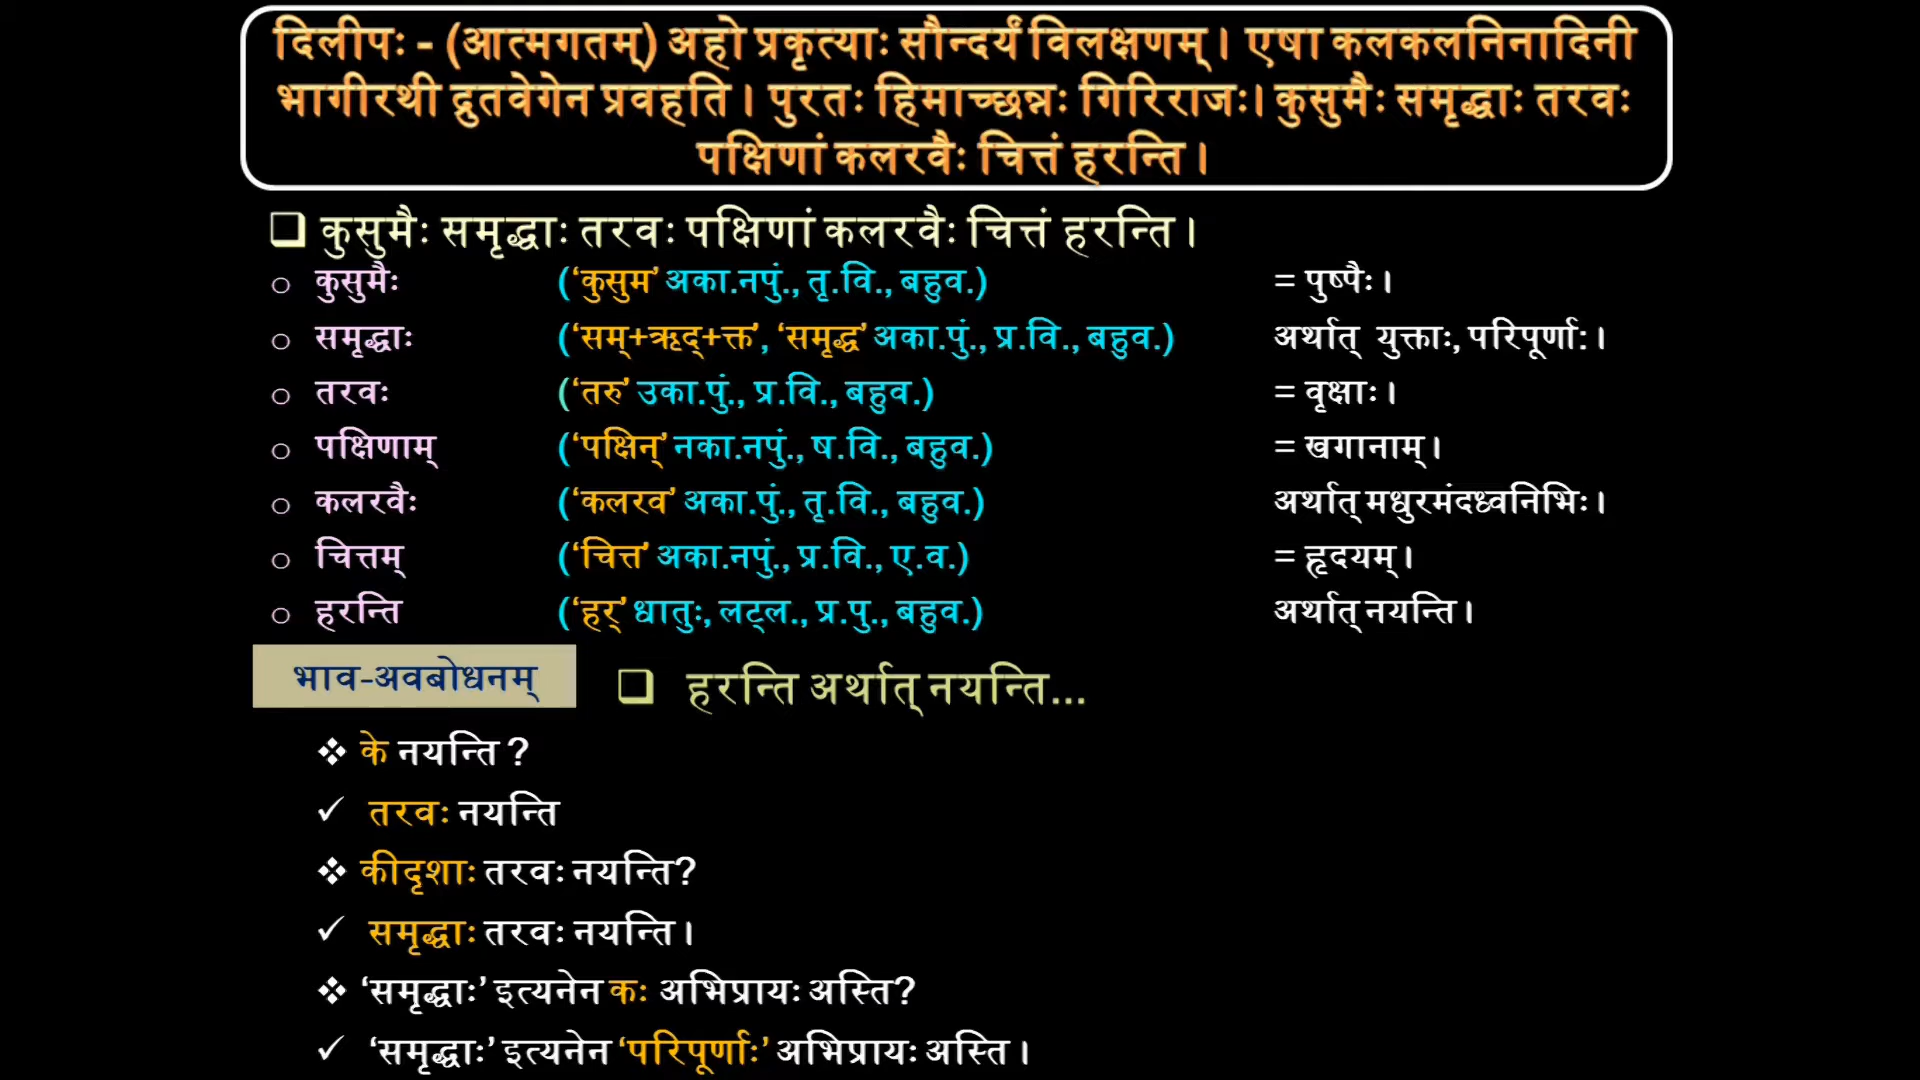 दिलीपः - (आत्मगतम्) अहो प्रकृत्याः सौन्दर्यं विलक्षणम्। एषा कलकलनिनादिनी
भागीरथी द्रुतवेगेन प्रवहति। पुरतः हिमाच्छन्नः गिरिराजः। कुसुमैः समृद्धाः तरवः
पक्षिणां कलरवैः चित्तं हरन्ति।
❑ कुसुमैः समृद्धाः तरवः पक्षिणां कलरवैः चित्तं हरन्ति।
○ कुसुमैः ('कुसुम' अका.नपुं., तृ.वि., बहुव.) = पुष्पैः।
○ समृद्धाः ('सम्+ऋद्+क्त', 'समृद्ध' अका.पुं., प्र.वि., बहुव.) अर्थात् युक्ताः, परिपूर्णा:।
○ तरवः ('तरु' उका.पुं., प्र.वि., बहुव.) = वृक्षाः।
○ पक्षिणाम् ('पक्षिन्' नका.नपुं., ष.वि., बहुव.) = खगानाम्।
○ कलरवैः ('कलरव' अका.पुं., तृ.वि., बहुव.) अर्थात् मधुरमंदध्वनिभिः।
○ चित्तम् ('चित्त' अका.नपुं., प्र.वि., ए.व.) = हृदयम्।
○ हरन्ति ('हर्' धातुः, लट्ल., प्र.पु., बहुव.) अर्थात् नयन्ति।
भाव-अवबोधनम् ❑ हरन्ति अर्थात् नयन्ति...
❖ के नयन्ति ?
✓ तरवः नयन्ति
❖ कीदृशाः तरवः नयन्ति?
✓ समृद्धाः तरवः नयन्ति।
❖ 'समृद्धाः' इत्यनेन कः अभिप्रायः अस्ति?
✓ 'समृद्धाः' इत्यनेन 'परिपूर्णाः' अभिप्रायः अस्ति।